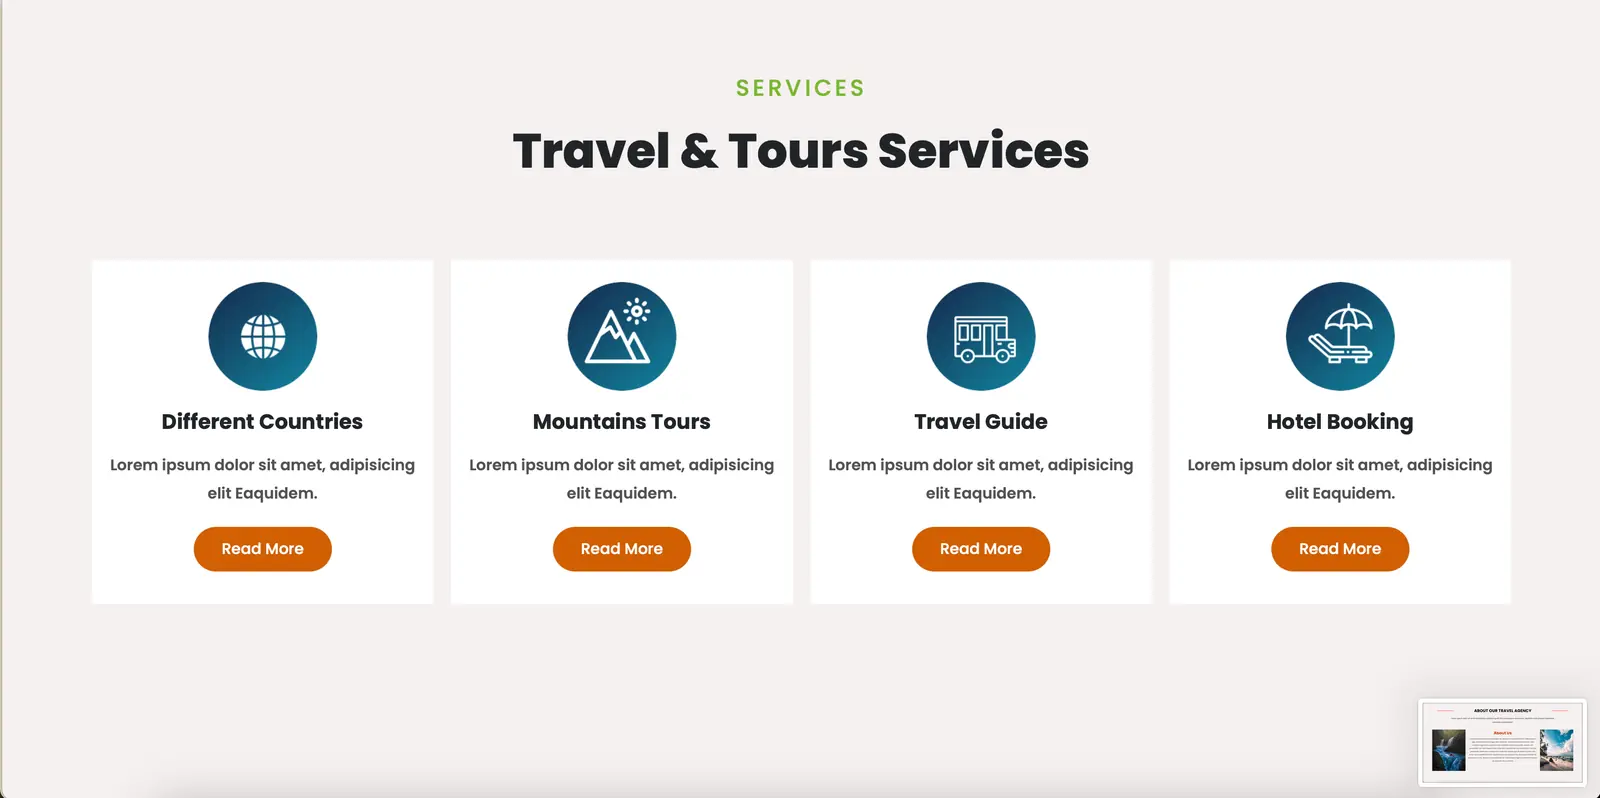 SERVICES
Travel & Tours Services
Different Countries
Lorem ipsum dolor sit amet, adipisicing
elit Eaquidem.
Read More
Mountains Tours
Lorem ipsum dolor sit amet, adipisicing
elit Eaquidem.
Read More
Travel Guide
Lorem ipsum dolor sit amet, adipisicing
elit Eaquidem.
Read More
Hotel Booking
Lorem ipsum dolor sit amet, adipisicing
elit Eaquidem.
Read More
ABOUT OUR TRAVEL AGENCY
About Us